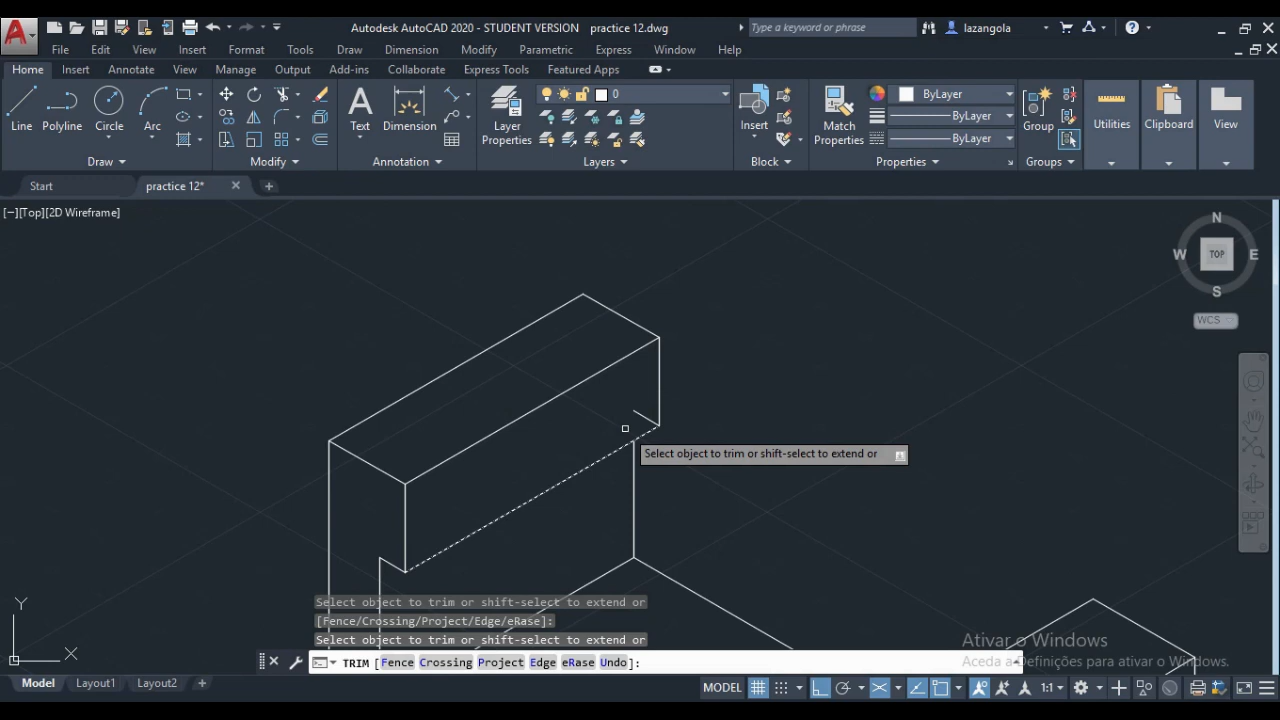 Autodesk AutoCAD 2020 - STUDENT VERSION practice 12.dwg
Type a keyword or phrase
lazangola
File Edit View Insert Format Tools Draw Dimension Modify Parametric Express Window Help
Home Insert Annotate View Manage Output Add-ins Collaborate Express Tools Featured Apps
Line Polyline Circle Arc
Text Dimension
Layer Properties
0
Insert
Match Properties
ByLayer
ByLayer
ByLayer
Group
Utilities
Clipboard
View
Draw Modify Annotation Layers Block Properties Groups
Start practice 12*
[−][Top][2D Wireframe]
N
W TOP E
S
WCS
Select object to trim or shift-select to extend or
Select object to trim or shift-select to extend or
[Fence/Crossing/Project/Edge/eRase]:
Select object to trim or shift-select to extend or
TRIM [Fence Crossing Project Edge eRase Undo]:
Y
X
Ativar o Windows
Aceda a Definições para ativar o Windows.
Model Layout1 Layout2
MODEL
1:1